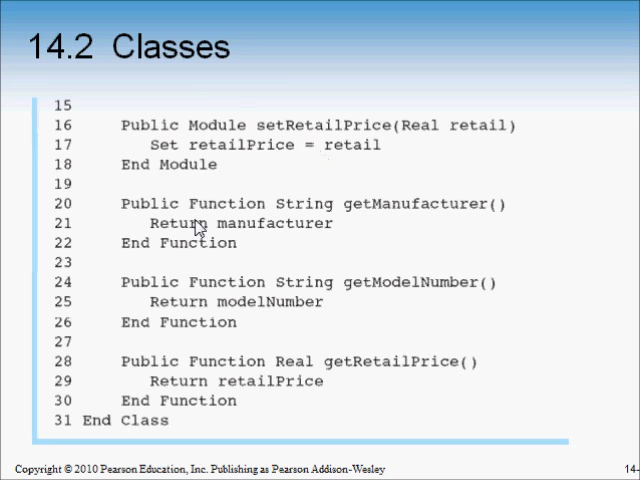 14.2 Classes
15
16 Public Module setRetailPrice(Real retail)
17 Set retailPrice = retail
18 End Module
19
20 Public Function String getManufacturer()
21 Return manufacturer
22 End Function
23
24 Public Function String getModelNumber()
25 Return modelNumber
26 End Function
27
28 Public Function Real getRetailPrice()
29 Return retailPrice
30 End Function
31 End Class
Copyright © 2010 Pearson Education, Inc. Publishing as Pearson Addison-Wesley
14-